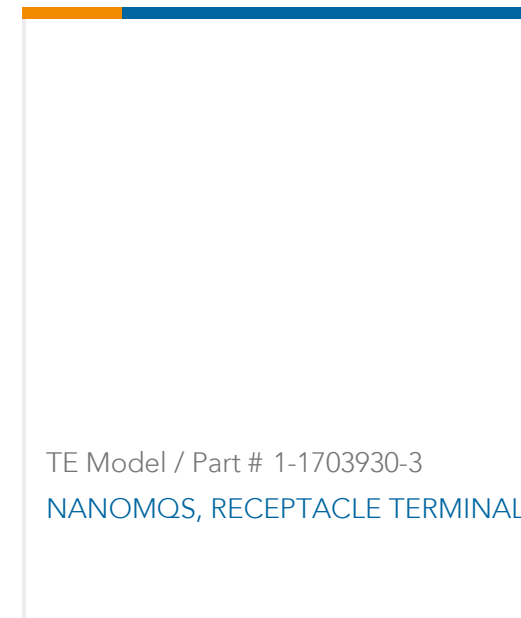 TE Model / Part # 1-1703930-3
NANOMQS, RECEPTACLE TERMINAL